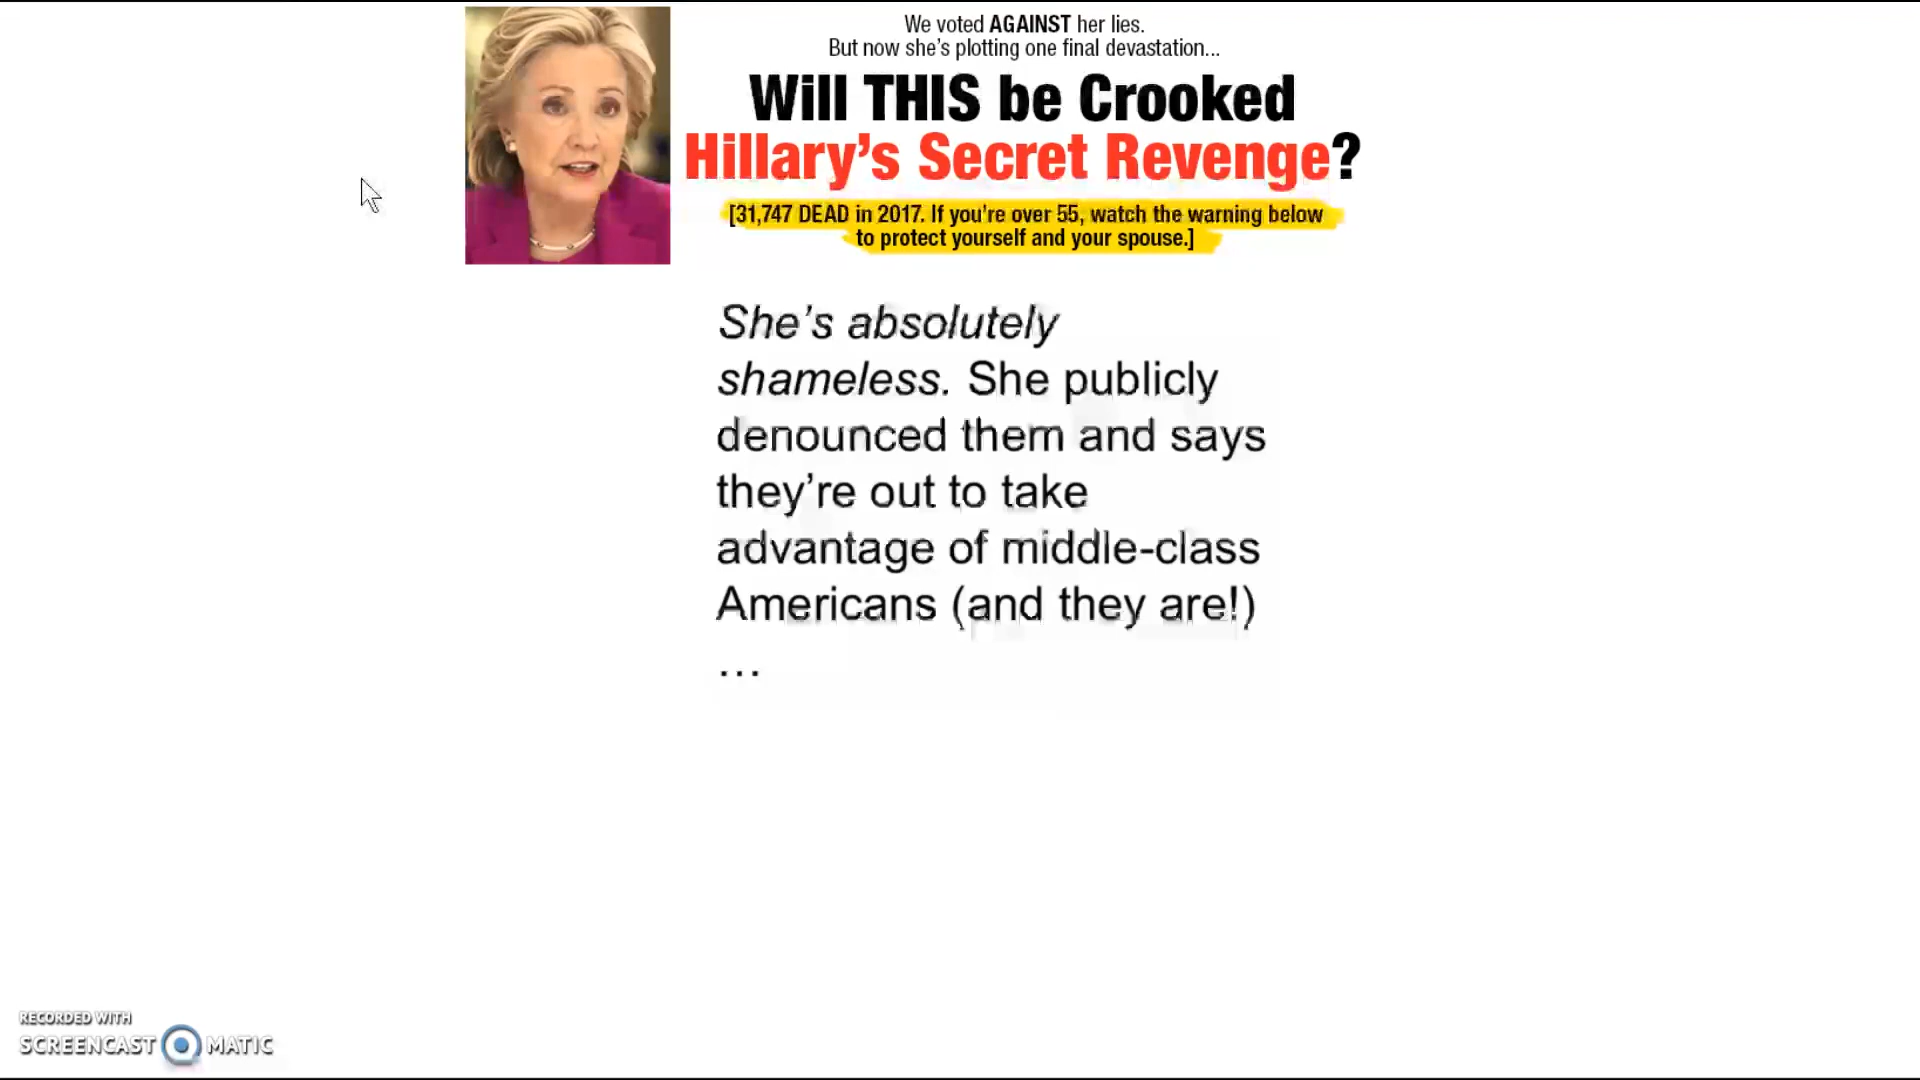 We voted AGAINST her lies.
But now she's plotting one final devastation...
Will THIS be Crooked
Hillary's Secret Revenge?
[31,747 DEAD in 2017. If you're over 55, watch the warning below
to protect yourself and your spouse.]
She's absolutely
shameless. She publicly
denounced them and says
they're out to take
advantage of middle-class
Americans (and they are!)
…
RECORDED WITH
SCREENCAST MATIC